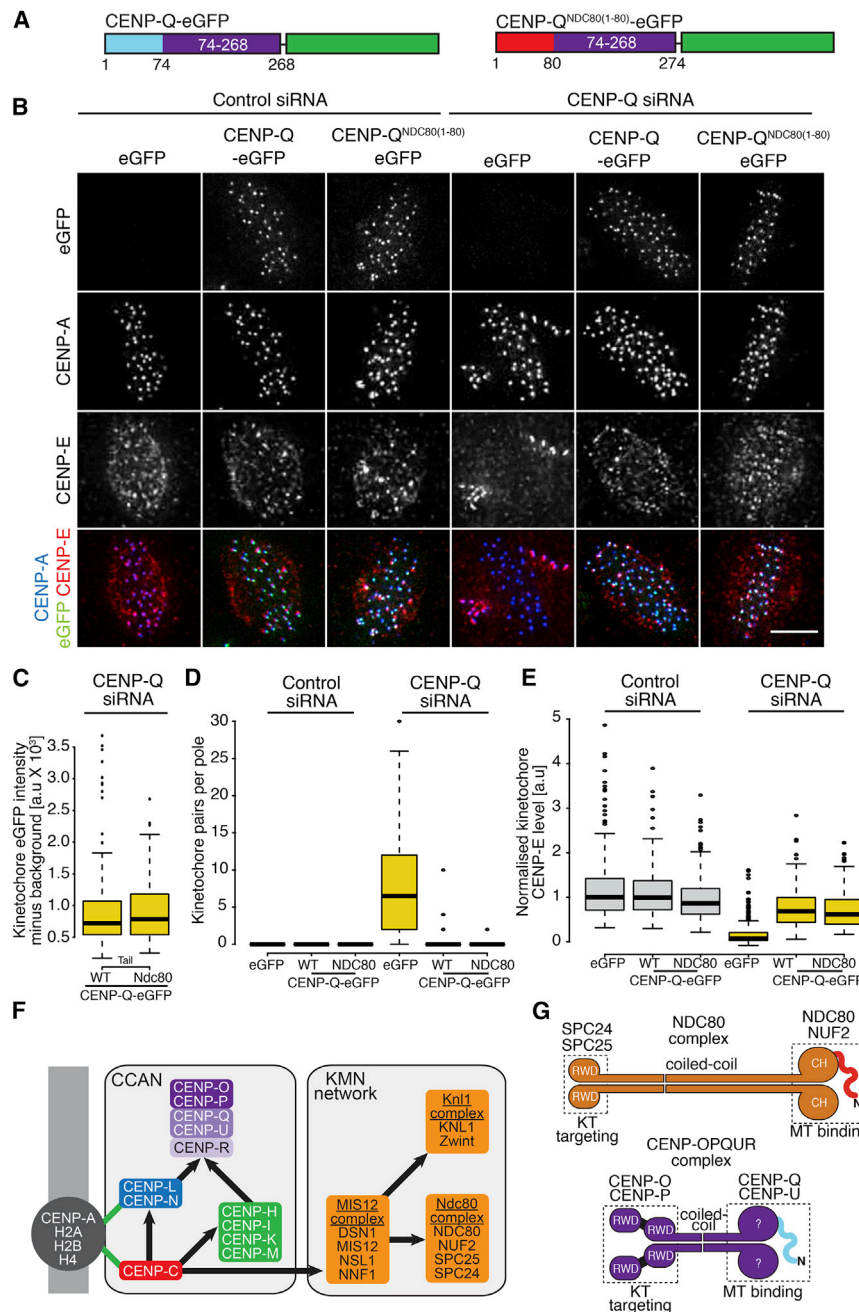 A
CENP-Q-eGFP
74-268
1 74 268
CENP-Q^NDC80(1-80)-eGFP
74-268
1 80 274
B
Control siRNA
CENP-Q siRNA
eGFP
CENP-Q
-eGFP
CENP-Q^NDC80(1-80)
eGFP
eGFP
CENP-Q
-eGFP
CENP-Q^NDC80(1-80)
eGFP
eGFP
CENP-A
CENP-E
CENP-A
eGFP CENP-E
C
CENP-Q
siRNA
Kinetochore eGFP intensity
minus background [a.u X 10³]
3.5
3.0
2.5
2.0
1.5
1.0
0.5
Tail
WT Ndc80
CENP-Q-eGFP
D
Control
siRNA
CENP-Q
siRNA
Kinetochore pairs per pole
30
25
20
15
10
5
0
eGFP WT NDC80
CENP-Q-eGFP
eGFP WT NDC80
CENP-Q-eGFP
E
Control
siRNA
CENP-Q
siRNA
Normalised kinetochore
CENP-E level [a.u]
5
4
3
2
1
0
eGFP WT NDC80
CENP-Q-eGFP
eGFP WT NDC80
CENP-Q-eGFP
F
CENP-A
H2A
H2B
H4
CCAN
CENP-O
CENP-P
CENP-Q
CENP-U
CENP-R
CENP-L
CENP-N
CENP-H
CENP-I
CENP-K
CENP-M
CENP-C
KMN
network
Knl1
complex
KNL1
Zwint
MIS12
complex
DSN1
MIS12
NSL1
NNF1
Ndc80
complex
NDC80
NUF2
SPC25
SPC24
G
SPC24
SPC25
NDC80
complex
NDC80
NUF2
coiled-coil
RWD
RWD
CH
CH
N
KT
targeting
MT binding
CENP-OPQUR
complex
CENP-O
CENP-P
coiled-
coil
CENP-Q
CENP-U
RWD
RWD
RWD
RWD
?
?
N
KT
targeting
MT binding